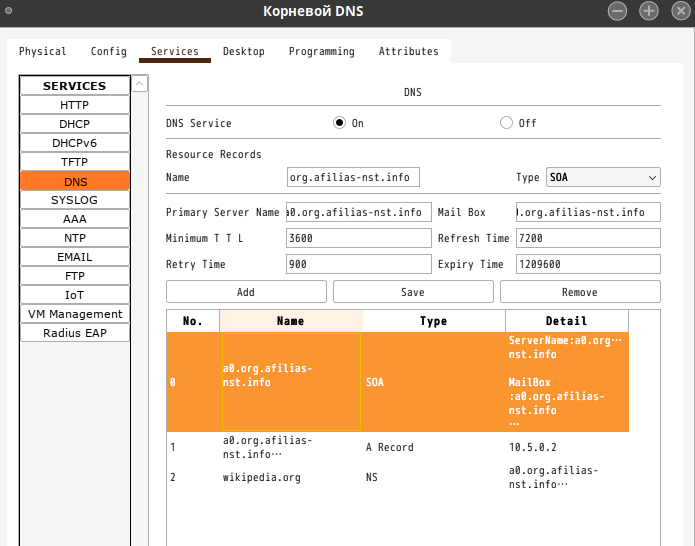 Корневой DNS
Physical Config Services Desktop Programming Attributes
SERVICES
HTTP
DHCP
DHCPv6
TFTP
DNS
SYSLOG
AAA
NTP
EMAIL
FTP
IoT
VM Management
Radius EAP
DNS
DNS Service On Off
Resource Records
Name org.afilias-nst.info Type SOA
Primary Server Name a0.org.afilias-nst.info Mail Box .org.afilias-nst.info
Minimum T T L 3600 Refresh Time 7200
Retry Time 900 Expiry Time 1209600
Add Save Remove
No. Name Type Detail
0 a0.org.afilias-
nst.info SOA ServerName:a0.org…
nst.info
MailBox
:a0.org.afilias-
nst.info
…
1 a0.org.afilias-
nst.info… A Record 10.5.0.2
2 wikipedia.org NS a0.org.afilias-
nst.info…